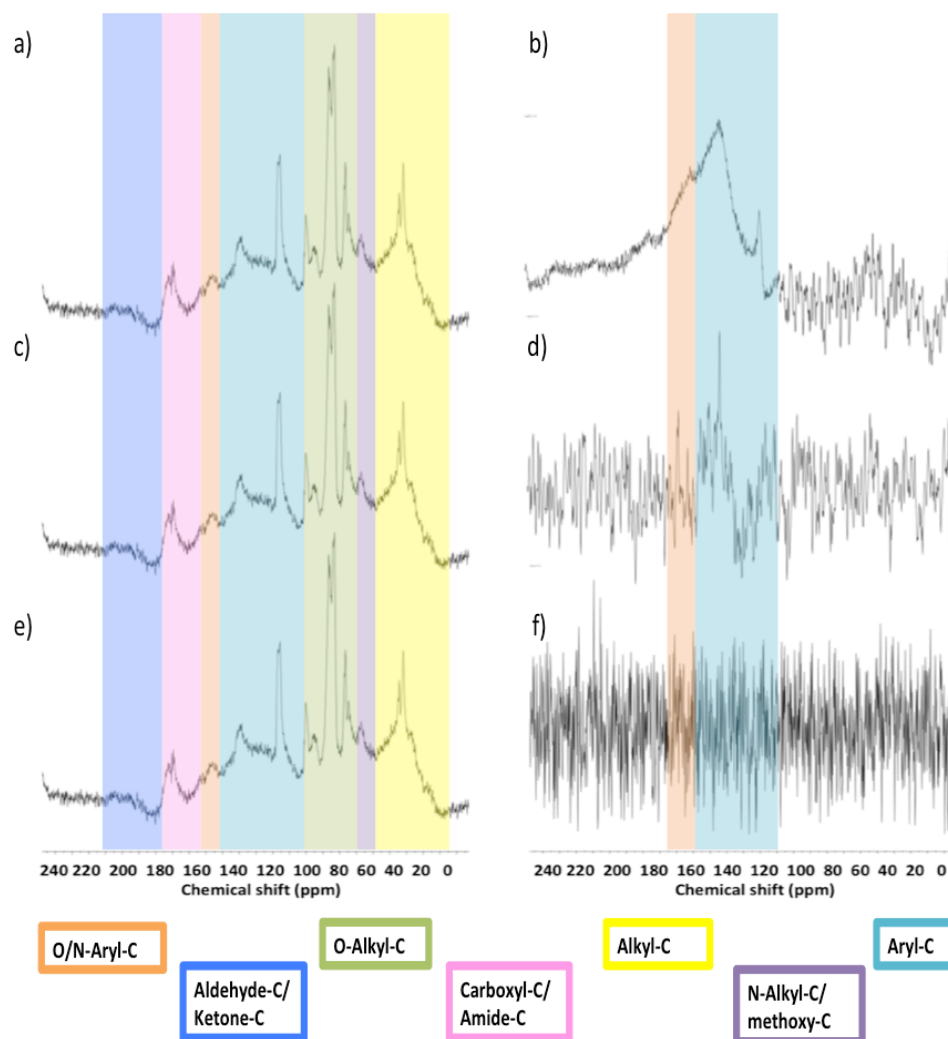 a)
b)
c)
d)
e)
f)
240 220 200 180 160 140 120 100 80 60 40 20 0
Chemical shift (ppm)
240 220 200 180 160 140 120 100 80 60 40 20 0
Chemical shift (ppm)
O/N-Aryl-C
O-Alkyl-C
Alkyl-C
Aryl-C
Aldehyde-C/
Ketone-C
Carboxyl-C/
Amide-C
N-Alkyl-C/
methoxy-C